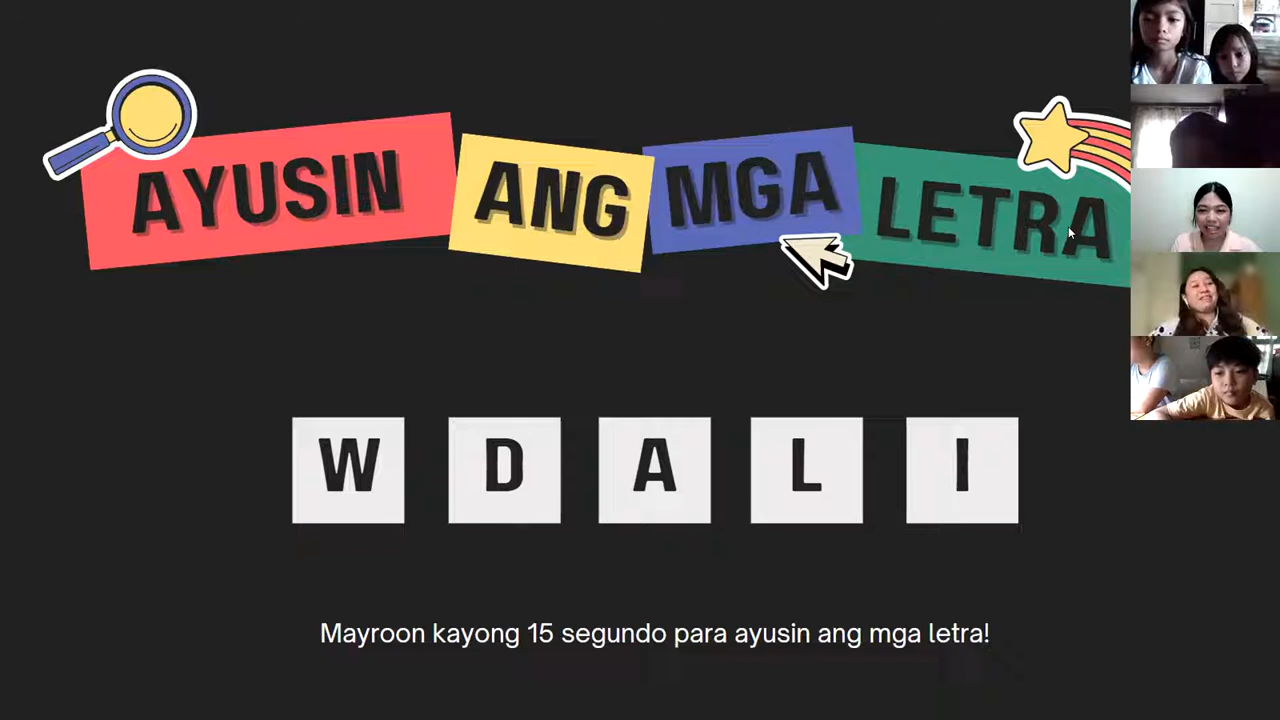 AYUSIN ANG MGA LETRA
W D A L I
Mayroon kayong 15 segundo para ayusin ang mga letra!